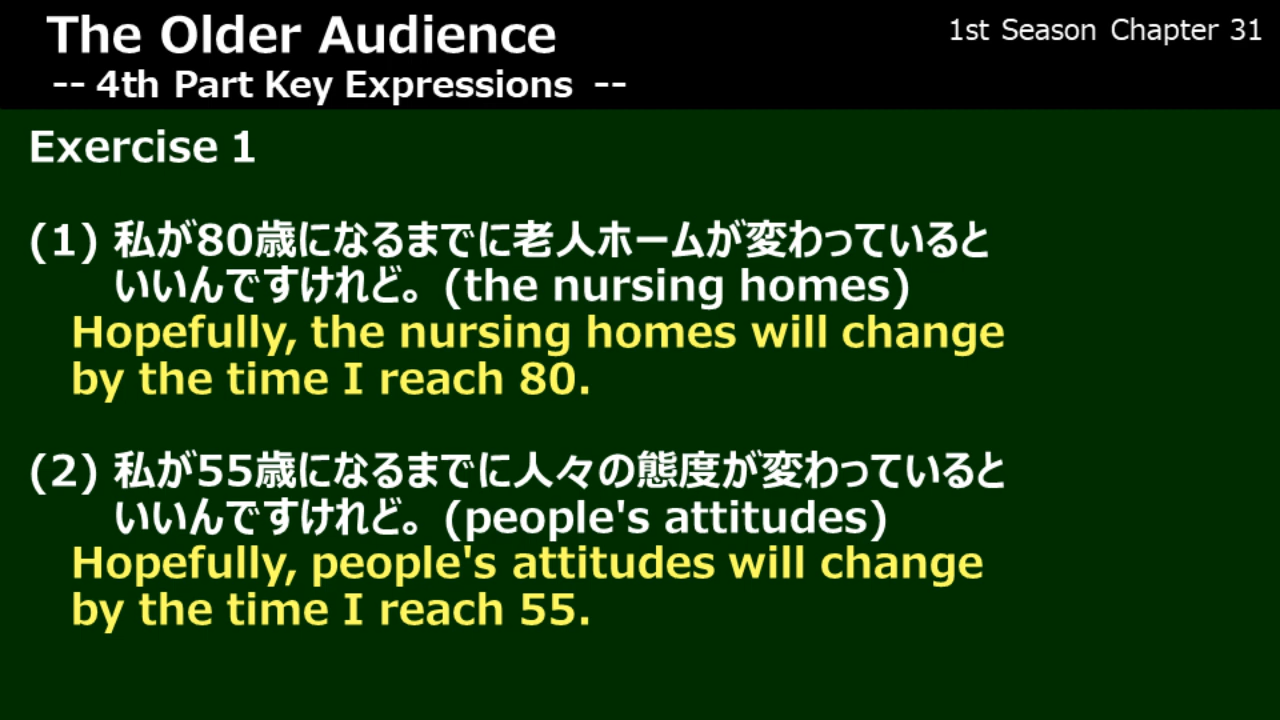 The Older Audience
1st Season Chapter 31
-- 4th Part Key Expressions --
Exercise 1
(1) 私が80歳になるまでに老人ホームが変わっていると
いいんですけれど。(the nursing homes)
Hopefully, the nursing homes will change
by the time I reach 80.
(2) 私が55歳になるまでに人々の態度が変わっていると
いいんですけれど。(people's attitudes)
Hopefully, people's attitudes will change
by the time I reach 55.